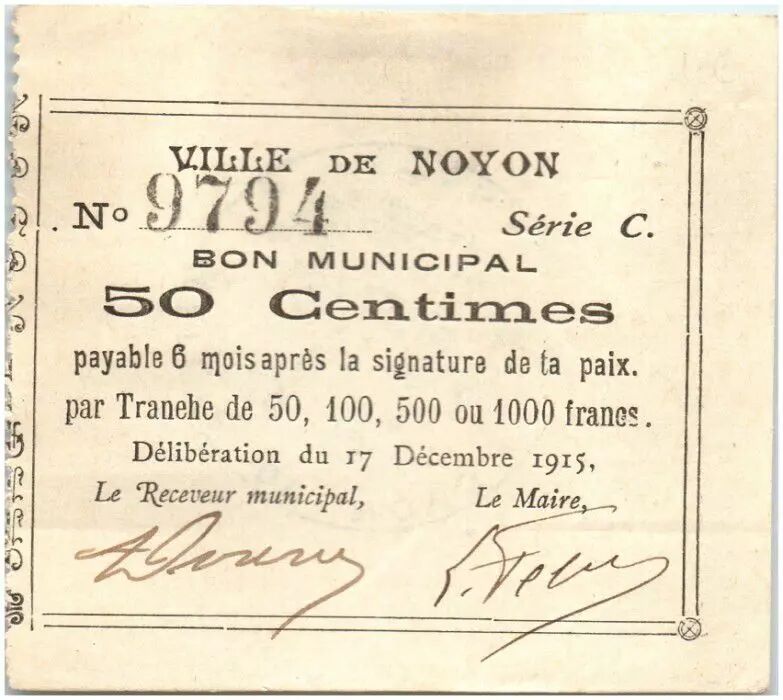 VILLE DE NOYON
No 9794 Série C.
BON MUNICIPAL
50 Centimes
payable 6 mois après la signature de ta paix.
par Tranehe de 50, 100, 500 ou 1000 francs.
Délibération du 17 Décembre 1915,
Le Receveur municipal, Le Maire,